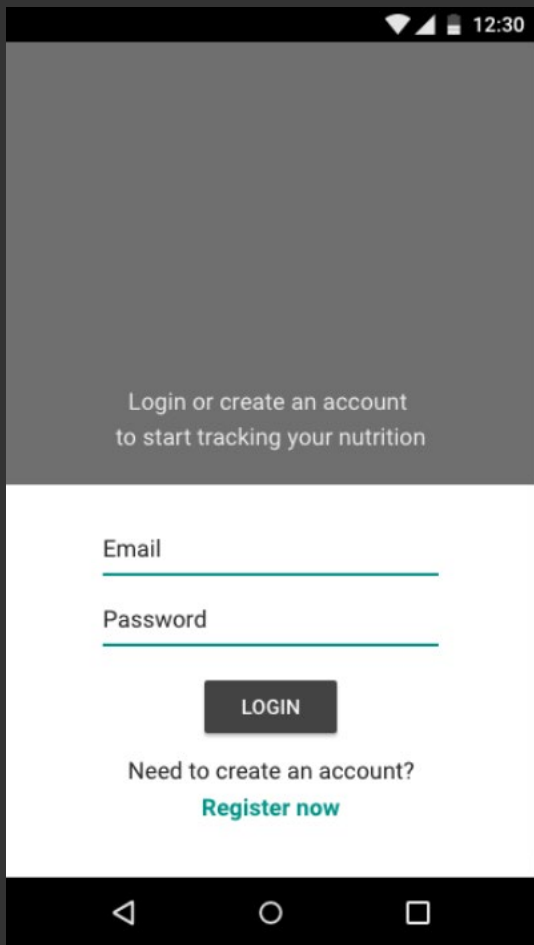 12:30
Login or create an account
to start tracking your nutrition
Email
Password
LOGIN
Need to create an account?
Register now